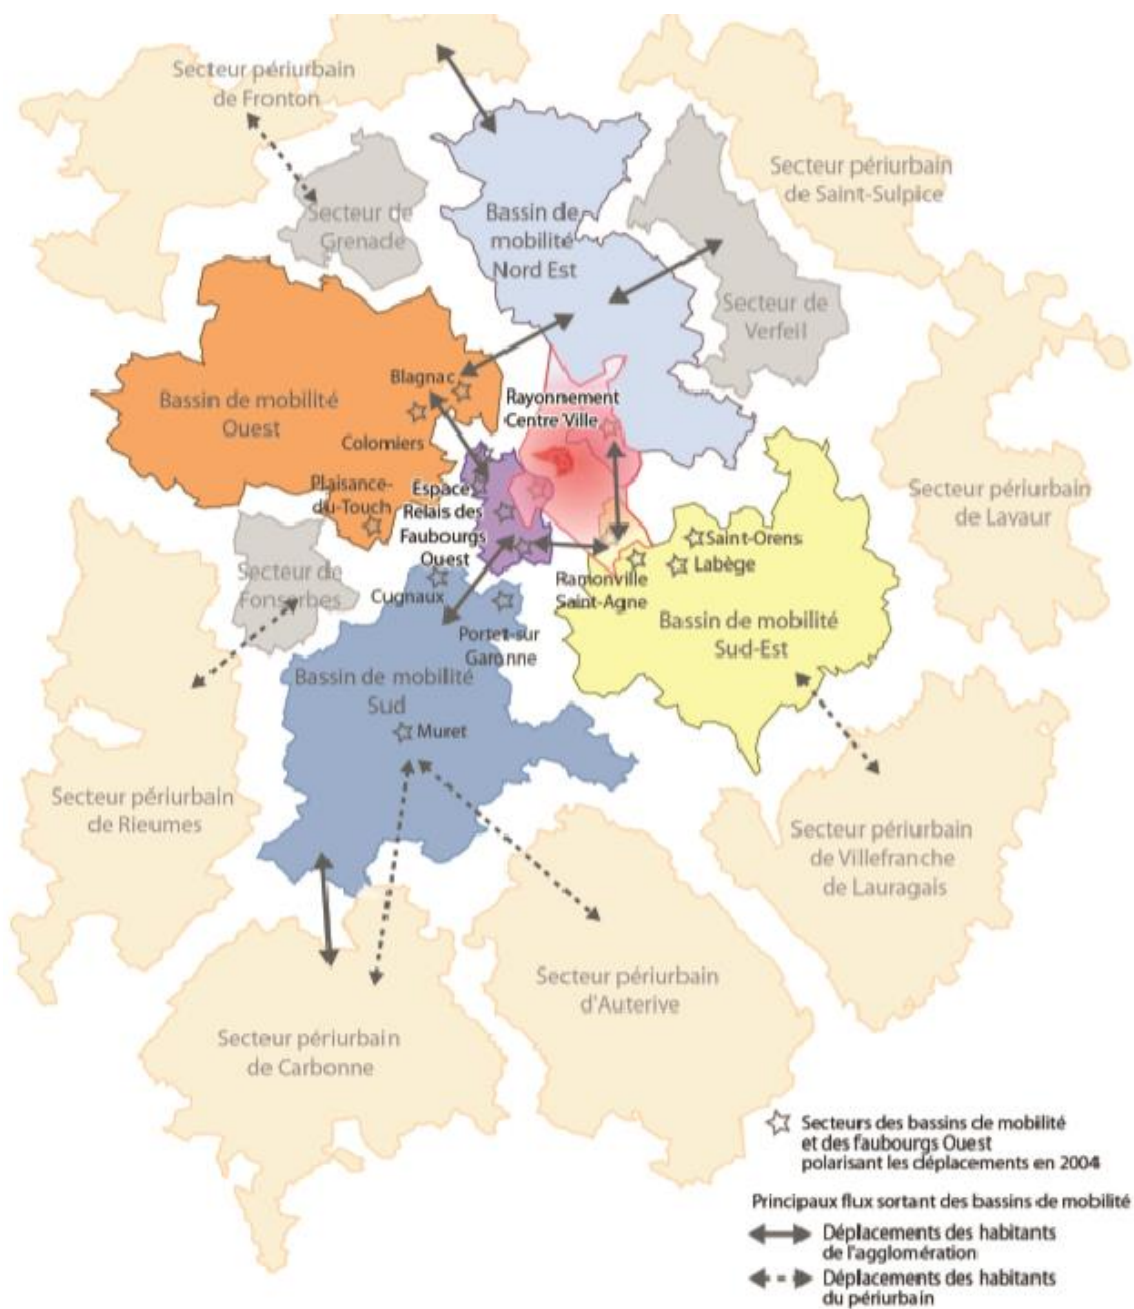 Secteur périurbain
de Fronton
Secteur périurbain
de Saint-Sulpice
Secteur de
Grenade
Bassin de
mobilité
Nord Est
Secteur de
Verfeil
Bassin de mobilité
Ouest
Blagnac
Colomiers
Rayonnement
Centre Ville
Plaisance-
du-Touch
Espaces
Relais des
Faubourgs
Ouest
Secteur périurbain
de Lavaur
Saint-Orens
Labège
Ramonville
Saint-Agne
Secteur de
Fonsorbes
Cugnaux
Portet-sur
Garonne
Bassin de mobilité
Sud-Est
Bassin de mobilité
Sud
Muret
Secteur périurbain
de Rieumes
Secteur périurbain
de Villefranche
de Lauragais
Secteur périurbain
d'Auterive
Secteur périurbain
de Carbonne
Secteurs des bassins de mobilité
et des faubourgs Ouest
polarisant les déplacements en 2004
Principaux flux sortant des bassins de mobilité
Déplacements des habitants
de l'agglomération
Déplacements des habitants
du périurbain